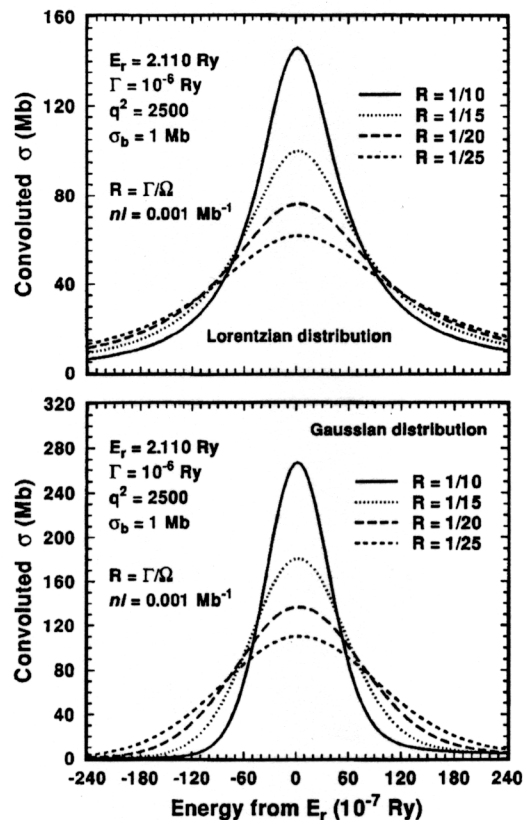 160
120
80
40
0
Convoluted σ (Mb)
E_r = 2.110 Ry
Γ = 10⁻⁶ Ry
q² = 2500
σ_b = 1 Mb
R = Γ/Ω
nl = 0.001 Mb⁻¹
R = 1/10
R = 1/15
R = 1/20
R = 1/25
Lorentzian distribution
320
280
240
200
160
120
80
40
0
Convoluted σ (Mb)
Gaussian distribution
E_r = 2.110 Ry
Γ = 10⁻⁶ Ry
q² = 2500
σ_b = 1 Mb
R = Γ/Ω
nl = 0.001 Mb⁻¹
R = 1/10
R = 1/15
R = 1/20
R = 1/25
-240 -180 -120 -60 0 60 120 180 240
Energy from E_r (10⁻⁷ Ry)